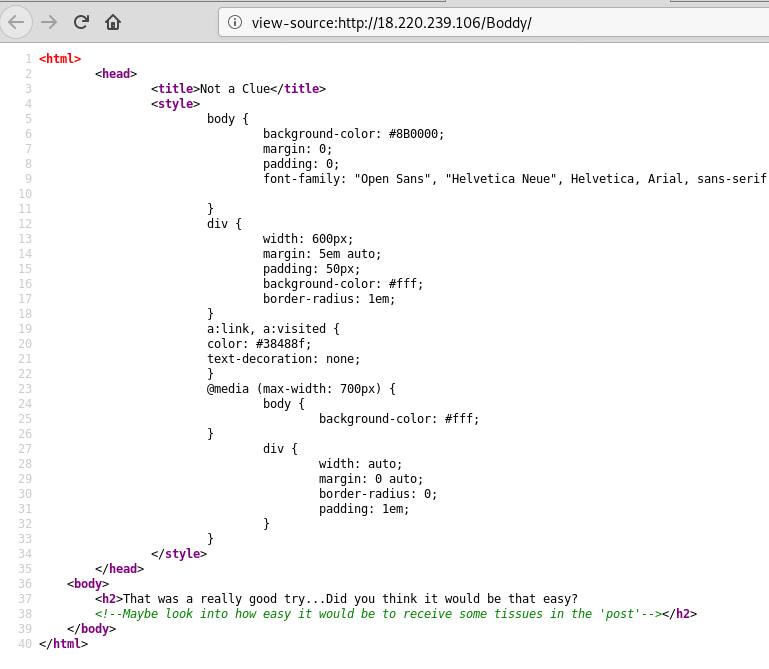 view-source:http://18.220.239.106/Boddy/
1 <html>
2 <head>
3 <title>Not a Clue</title>
4 <style>
5 body {
6 background-color: #8B0000;
7 margin: 0;
8 padding: 0;
9 font-family: "Open Sans", "Helvetica Neue", Helvetica, Arial, sans-serif
10
11 }
12 div {
13 width: 600px;
14 margin: 5em auto;
15 padding: 50px;
16 background-color: #fff;
17 border-radius: 1em;
18 }
19 a:link, a:visited {
20 color: #38488f;
21 text-decoration: none;
22 }
23 @media (max-width: 700px) {
24 body {
25 background-color: #fff;
26 }
27 div {
28 width: auto;
29 margin: 0 auto;
30 border-radius: 0;
31 padding: 1em;
32 }
33 }
34 </style>
35 </head>
36 <body>
37 <h2>That was a really good try...Did you think it would be that easy?
38 <!--Maybe look into how easy it would be to receive some tissues in the 'post'--></h2>
39 </body>
40 </html>